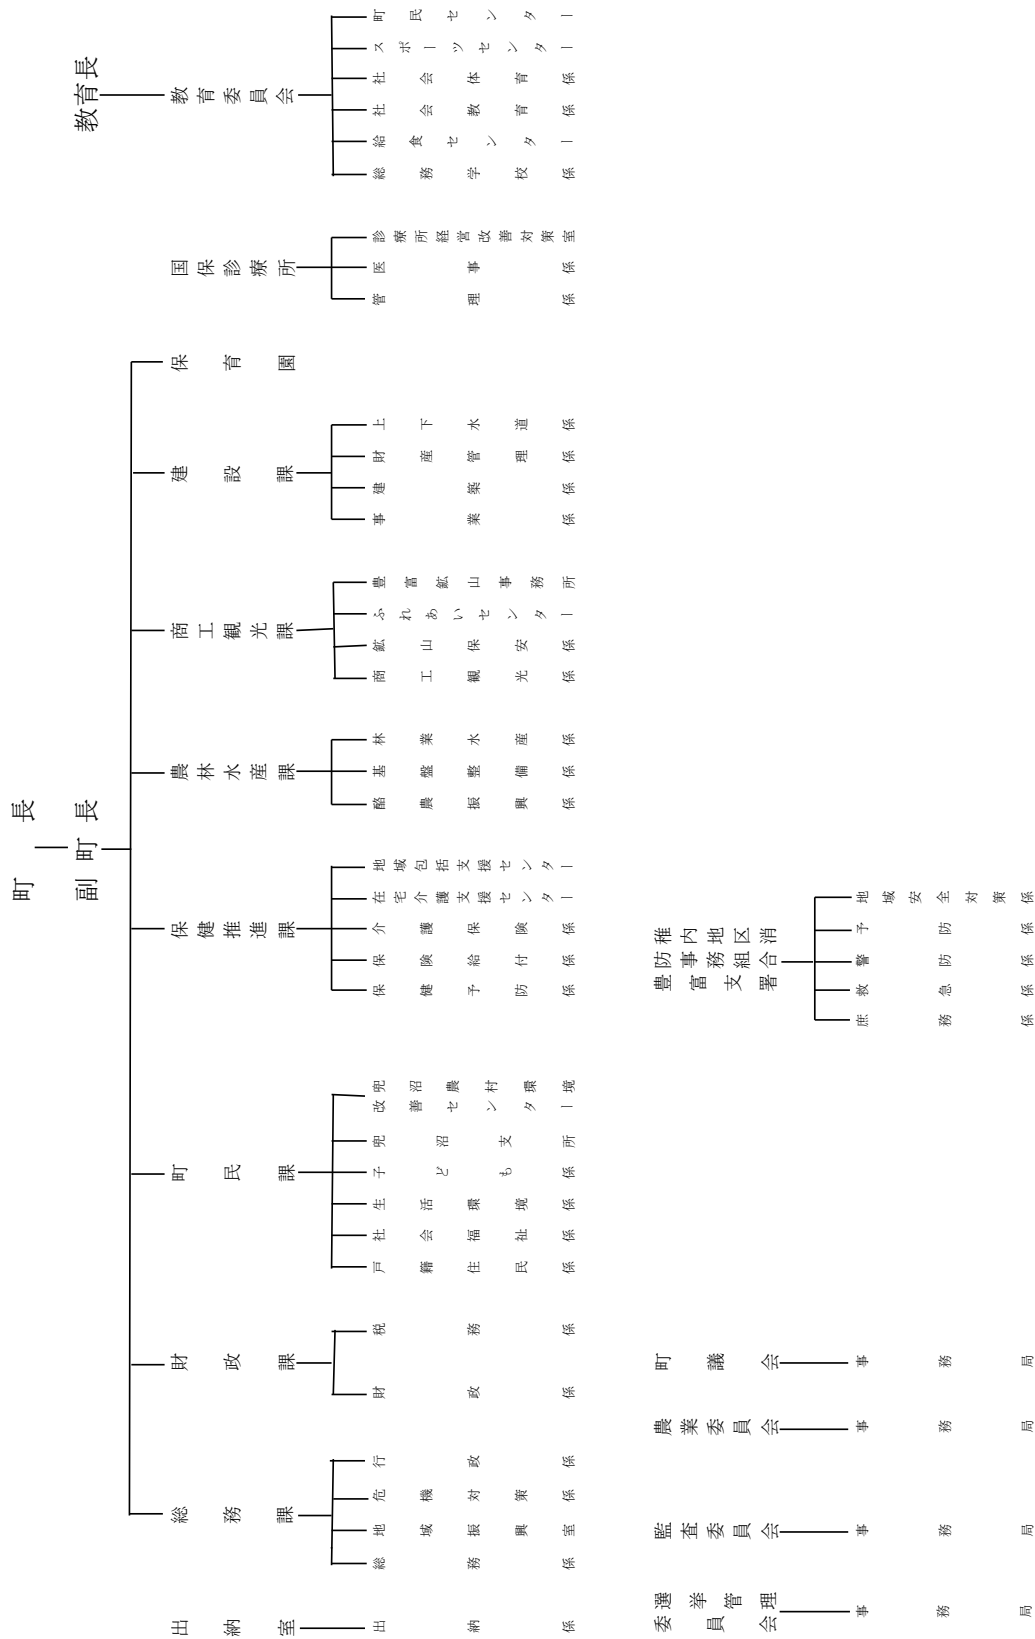 町長
副町長
教育長
出納室
出納係
総務課
総務係
地域振興室
危機対策係
行政係
財政課
財政係
税務係
町民課
戸籍住民係
社会福祉係
生活環境係
子ども係
兜沼支所
兜沼農村環境
改善センター
保健推進課
保健予防係
保険給付係
介護保険係
在宅介護支援センター
地域包括支援センター
農林水産課
酪農振興係
基盤整備係
林業水産係
商工観光課
商工観光係
鉱山保安係
ふれあいセンター
豊富鉱山事務所
建設課
事業係
建築係
財産管理係
上下水道係
保育園
国保診療所
管理係
医事係
診療所経営改善対策室
教育委員会
総務学校係
給食センター
社会教育係
社会体育係
スポーツセンター
町民センター
選挙管理
委員会
事務局
監査委員会
事務局
農業委員会
事務局
町議会
事務局
稚内地区消
防事務組合
豊富支署
庶務係
救急係
警防係
予防係
地域安全対策係